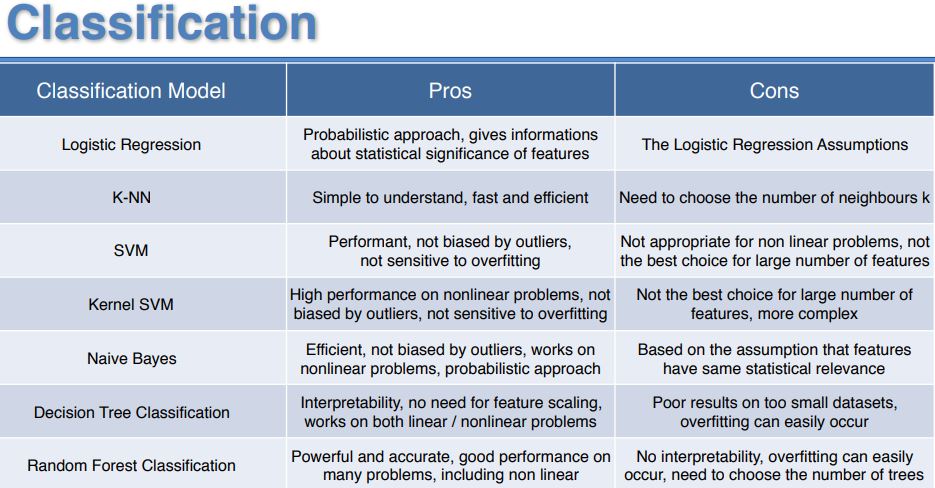 Classification
Classification Model
Pros
Cons
Logistic Regression
Probabilistic approach, gives informations
about statistical significance of features
The Logistic Regression Assumptions
K-NN
Simple to understand, fast and efficient
Need to choose the number of neighbours k
SVM
Performant, not biased by outliers,
not sensitive to overfitting
Not appropriate for non linear problems, not
the best choice for large number of features
Kernel SVM
High performance on nonlinear problems, not
biased by outliers, not sensitive to overfitting
Not the best choice for large number of
features, more complex
Naive Bayes
Efficient, not biased by outliers, works on
nonlinear problems, probabilistic approach
Based on the assumption that features
have same statistical relevance
Decision Tree Classification
Interpretability, no need for feature scaling,
works on both linear / nonlinear problems
Poor results on too small datasets,
overfitting can easily occur
Random Forest Classification
Powerful and accurate, good performance on
many problems, including non linear
No interpretability, overfitting can easily
occur, need to choose the number of trees